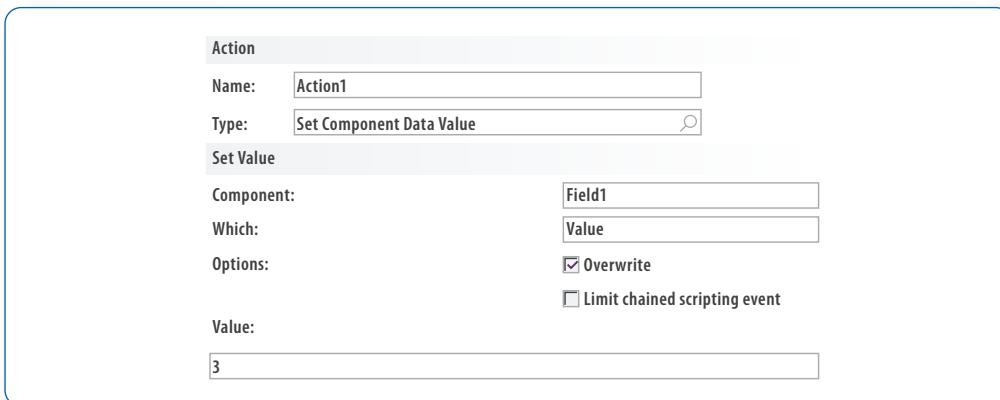 Action
Name: Action1
Type: Set Component Data Value
Set Value
Component: Field1
Which: Value
Options: Overwrite
Limit chained scripting event
Value:
3